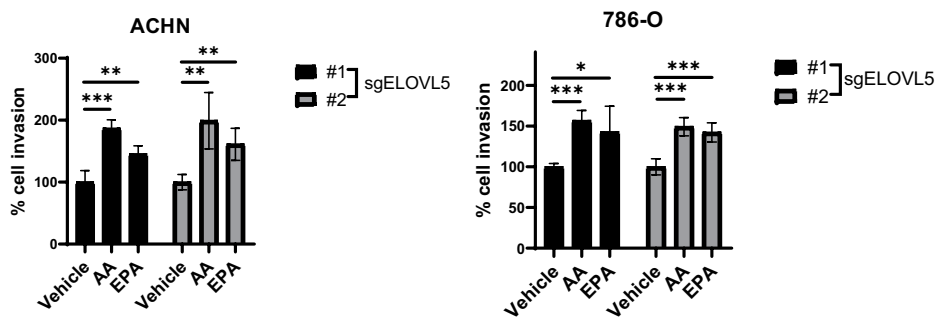 ACHN
% cell invasion
300
200
100
0
**
**
***
**
Vehicle
AA
EPA
Vehicle
AA
EPA
#1
#2
sgELOVL5
786-O
% cell invasion
200
150
100
50
0
*
***
***
***
Vehicle
AA
EPA
Vehicle
AA
EPA
#1
#2
sgELOVL5